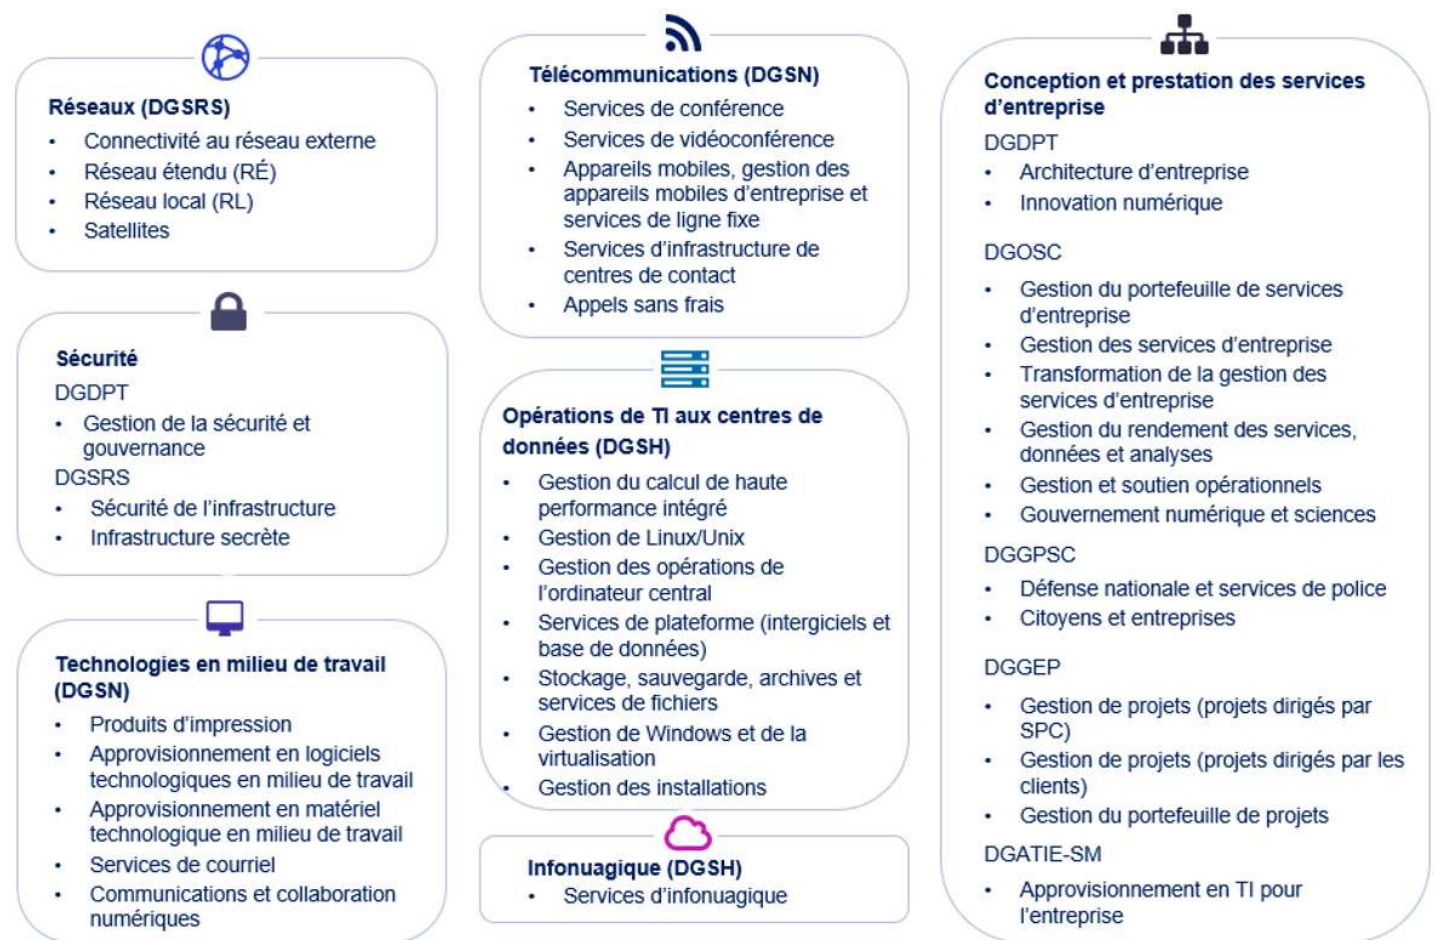 Réseaux (DGSRS)
• Connectivité au réseau externe
• Réseau étendu (RÉ)
• Réseau local (RL)
• Satellites
Sécurité
DGDPT
• Gestion de la sécurité et
gouvernance
DGSRS
• Sécurité de l'infrastructure
• Infrastructure secrète
Technologies en milieu de travail
(DGSN)
• Produits d'impression
• Approvisionnement en logiciels
technologiques en milieu de travail
• Approvisionnement en matériel
technologique en milieu de travail
• Services de courriel
• Communications et collaboration
numériques
Télécommunications (DGSN)
• Services de conférence
• Services de vidéoconférence
• Appareils mobiles, gestion des
appareils mobiles d'entreprise et
services de ligne fixe
• Services d'infrastructure de
centres de contact
• Appels sans frais
Opérations de TI aux centres de
données (DGSH)
• Gestion du calcul de haute
performance intégré
• Gestion de Linux/Unix
• Gestion des opérations de
l'ordinateur central
• Services de plateforme (intergiciels et
base de données)
• Stockage, sauvegarde, archives et
services de fichiers
• Gestion de Windows et de la
virtualisation
• Gestion des installations
Infonuagique (DGSH)
• Services d'infonuagique
Conception et prestation des services
d'entreprise
DGDPT
• Architecture d'entreprise
• Innovation numérique
DGOSC
• Gestion du portefeuille de services
d'entreprise
• Gestion des services d'entreprise
• Transformation de la gestion des
services d'entreprise
• Gestion du rendement des services,
données et analyses
• Gestion et soutien opérationnels
• Gouvernement numérique et sciences
DGGPSC
• Défense nationale et services de police
• Citoyens et entreprises
DGGEP
• Gestion de projets (projets dirigés par
SPC)
• Gestion de projets (projets dirigés par les
clients)
• Gestion du portefeuille de projets
DGATIE-SM
• Approvisionnement en TI pour
l'entreprise